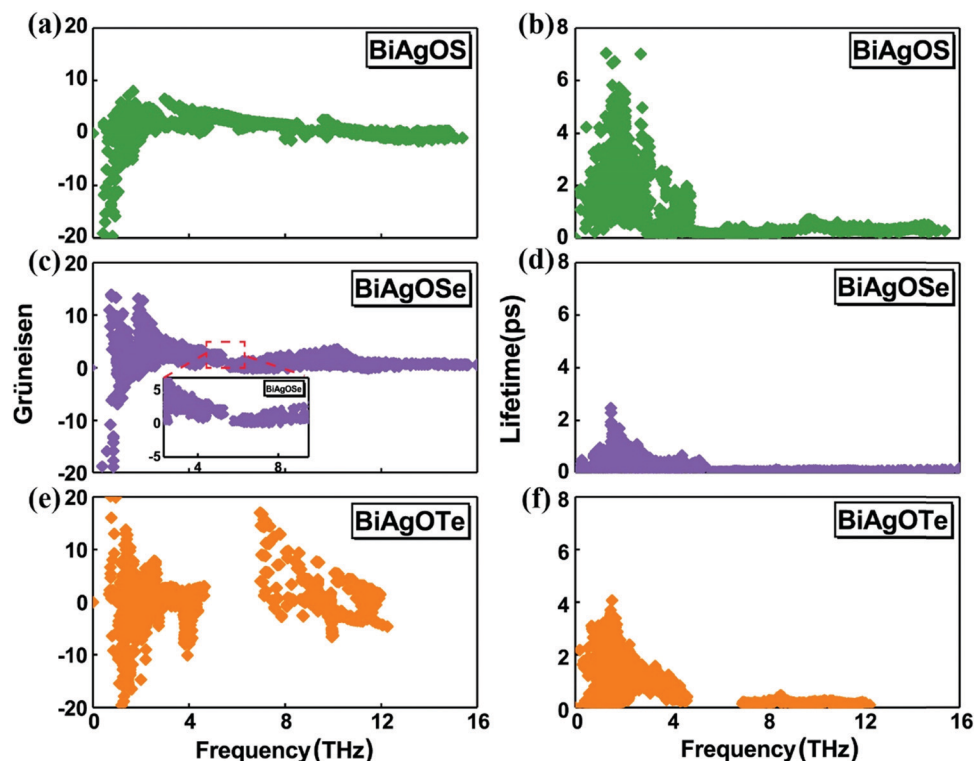 (a)
BiAgOS
20
10
0
-10
-20
(b)
BiAgOS
8
6
4
2
0
(c)
BiAgOSe
20
10
0
-10
-20
BiAgOSe
5
0
-5
4
8
(d)
BiAgOSe
8
6
4
2
0
(e)
BiAgOTe
20
10
0
-10
-20
0
4
8
12
16
(f)
BiAgOTe
8
6
4
2
0
0
4
8
12
16
Grüneisen
Lifetime(ps)
Frequency(THz)
Frequency(THz)